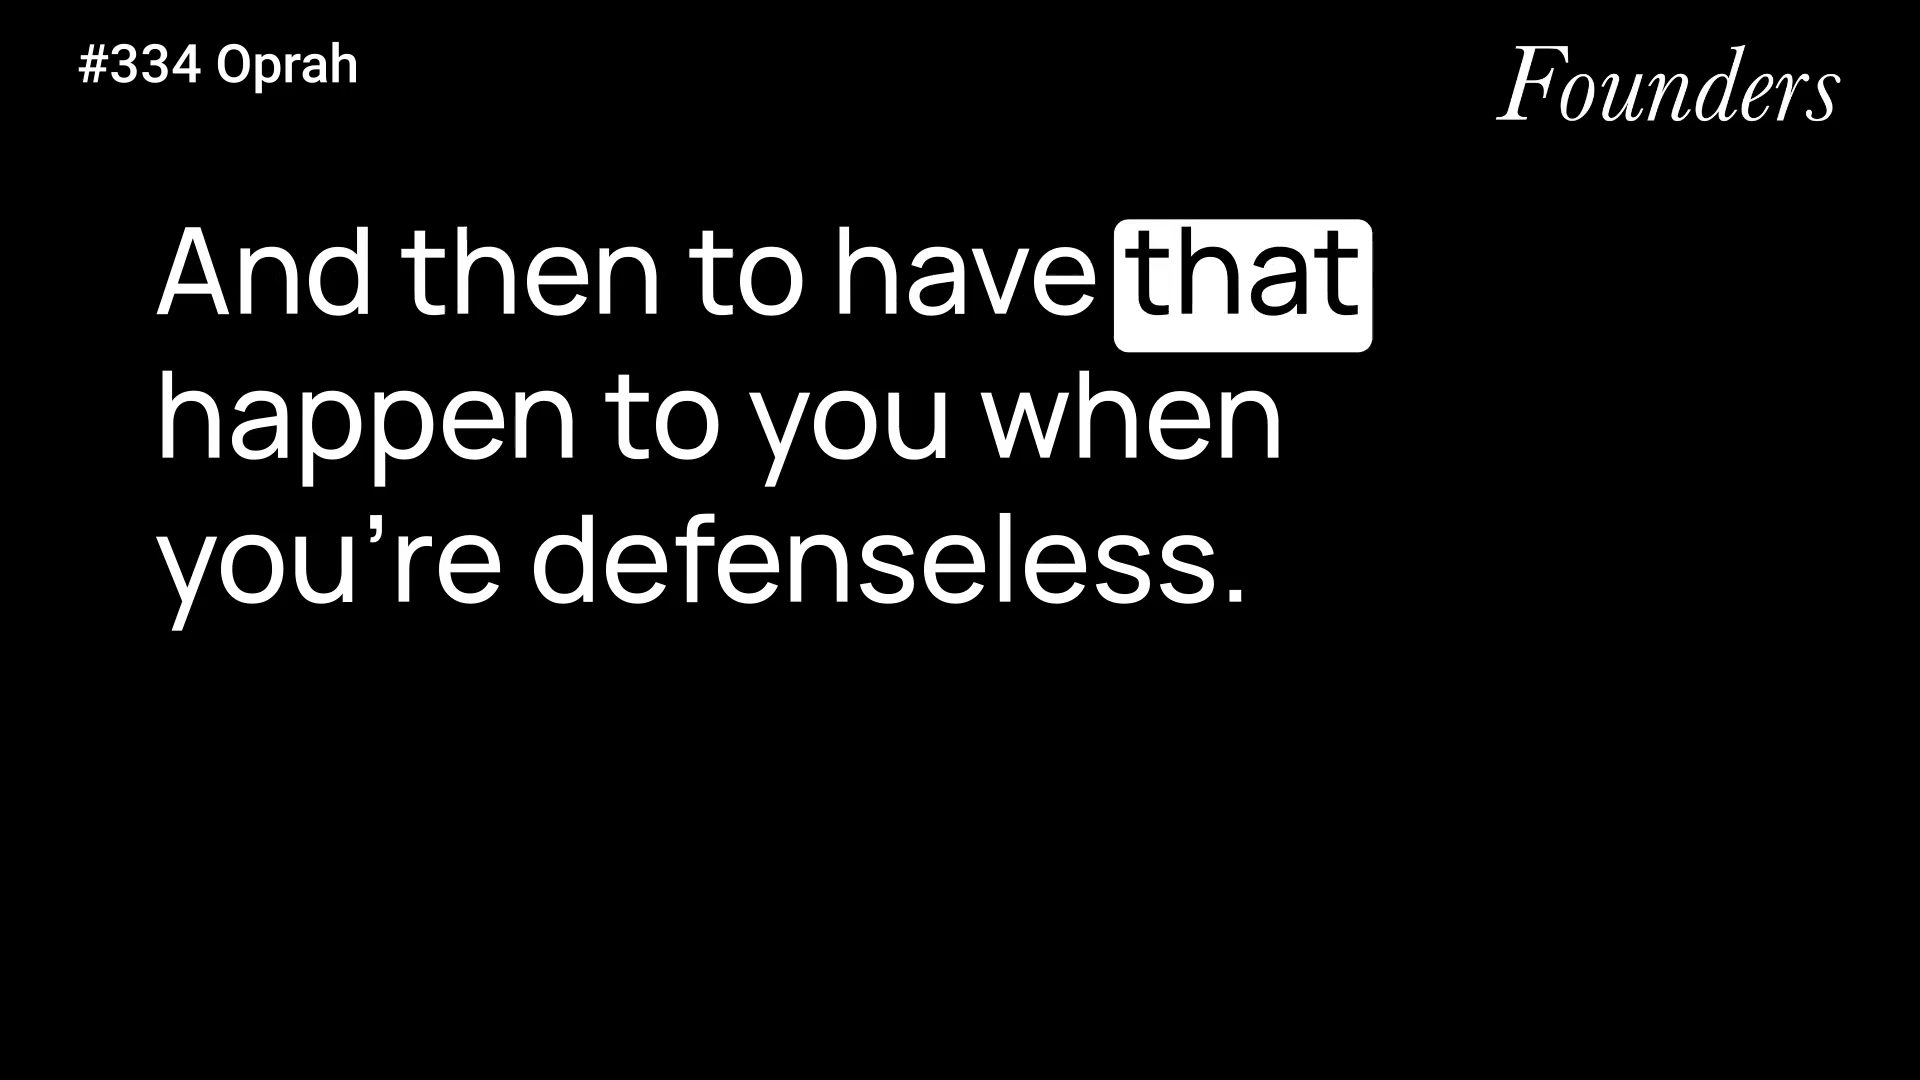 #334 Oprah
Founders
And then to have that
happen to you when
you’re defenseless.